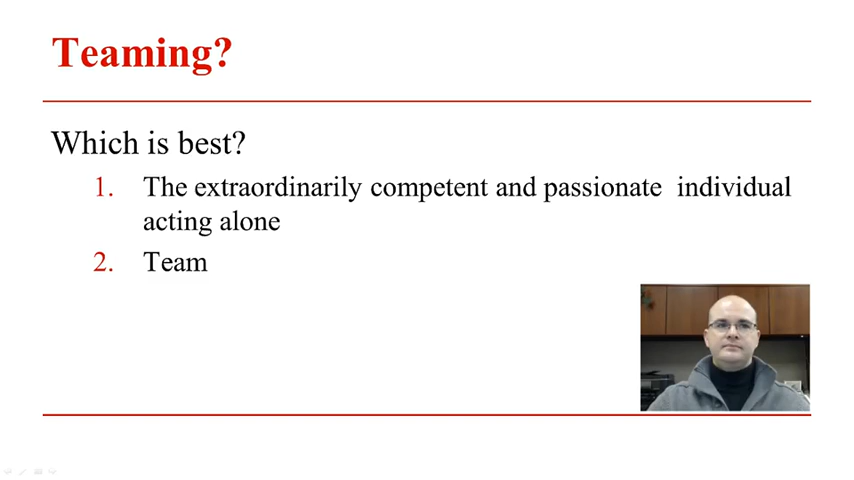 Teaming?
Which is best?
1. The extraordinarily competent and passionate individual
acting alone
2. Team